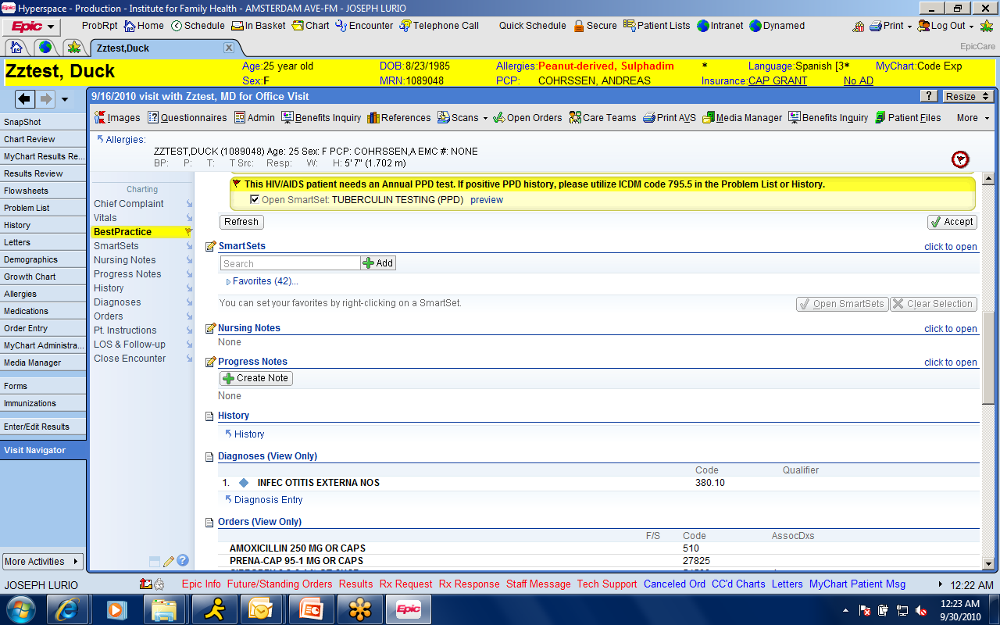 Hyperspace - Production - Institute for Family Health - AMSTERDAM AVE-FM - JOSEPH LURIO
Epic ProbRpt Home Schedule In Basket Chart Encounter Telephone Call Quick Schedule Secure Patient Lists Intranet Dynamed Print Log Out
Zztest,Duck X EpicCare
Zztest, Duck Age:25 year old DOB:8/23/1985 Allergies:Peanut-derived, Sulphadim * Language:Spanish [3* MyChart:Code Exp
Sex:F MRN:1089048 PCP: COHRSSEN, ANDREAS Insurance:CAP GRANT No AD
9/16/2010 visit with Zztest, MD for Office Visit ? Resize
Images Questionnaires Admin Benefits Inquiry References Scans Open Orders Care Teams Print AVS Media Manager Benefits Inquiry Patient Files More
SnapShot
Chart Review
MyChart Results Re...
Results Review
Flowsheets
Problem List
History
Letters
Demographics
Growth Chart
Allergies
Medications
Order Entry
MyChart Administra...
Media Manager
Forms
Immunizations
Enter/Edit Results
Visit Navigator
More Activities
Allergies:
ZZTEST,DUCK (1089048) Age: 25 Sex: F PCP: COHRSSEN,A EMC #: NONE
BP: P: T: T Src: Resp: W: H: 5' 7" (1.702 m)
Charting
Chief Complaint
Vitals
BestPractice
SmartSets
Nursing Notes
Progress Notes
History
Diagnoses
Orders
Pt. Instructions
LOS & Follow-up
Close Encounter
This HIV/AIDS patient needs an Annual PPD test. If positive PPD history, please utilize ICDM code 795.5 in the Problem List or History.
Open SmartSet: TUBERCULIN TESTING (PPD) preview
Refresh Accept
SmartSets click to open
Search Add
Favorites (42)...
You can set your favorites by right-clicking on a SmartSet. Open SmartSets Clear Selection
Nursing Notes click to open
None
Progress Notes click to open
Create Note
None
History
History
Diagnoses (View Only)
Code Qualifier
1. INFEC OTITIS EXTERNA NOS 380.10
Diagnosis Entry
Orders (View Only)
F/S Code AssocDxs
AMOXICILLIN 250 MG OR CAPS 510
PRENA-CAP 95-1 MG OR CAPS 27825
JOSEPH LURIO Epic Info Future/Standing Orders Results Rx Request Rx Response Staff Message Tech Support Canceled Ord CC'd Charts Letters MyChart Patient Msg 12:22 AM
Epic 12:23 AM
9/30/2010